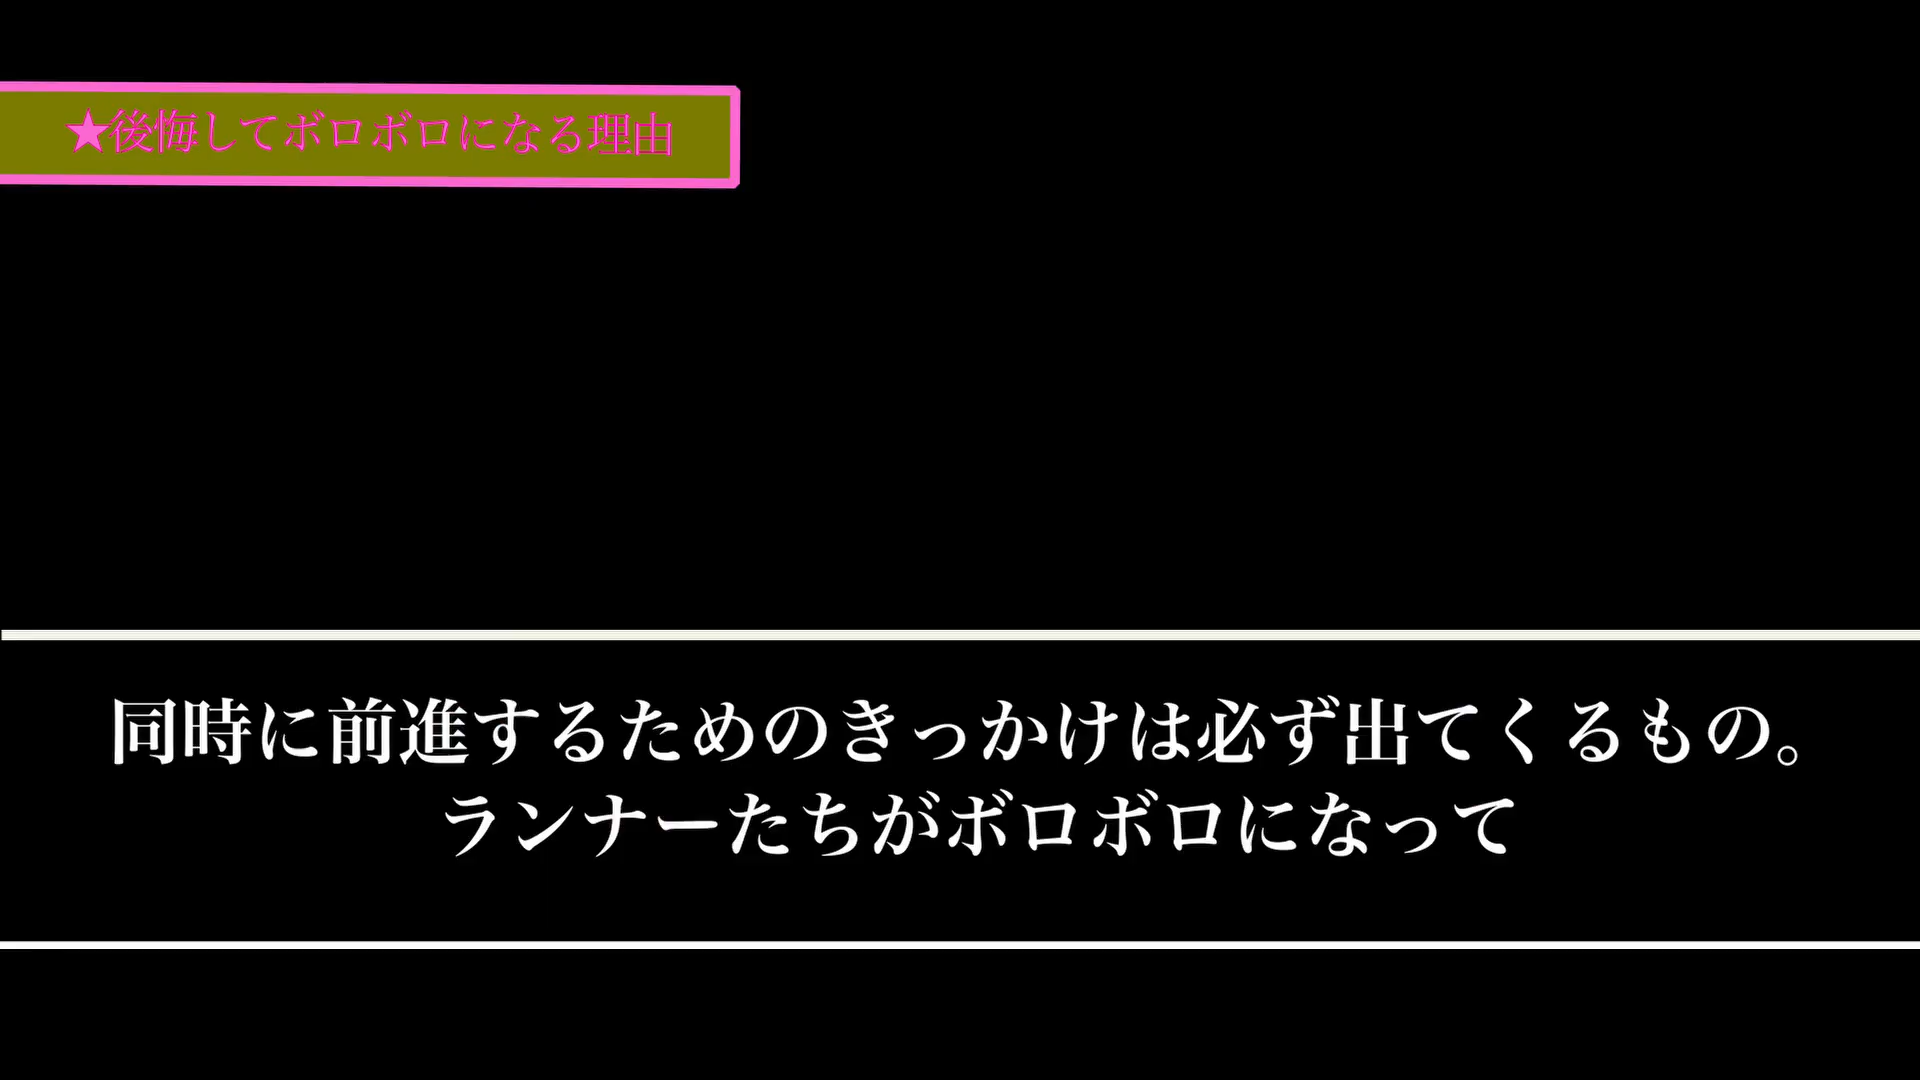 ★後悔してボロボロになる理由
同時に前進するためのきっかけは必ず出てくるもの。
ランナーたちがボロボロになって